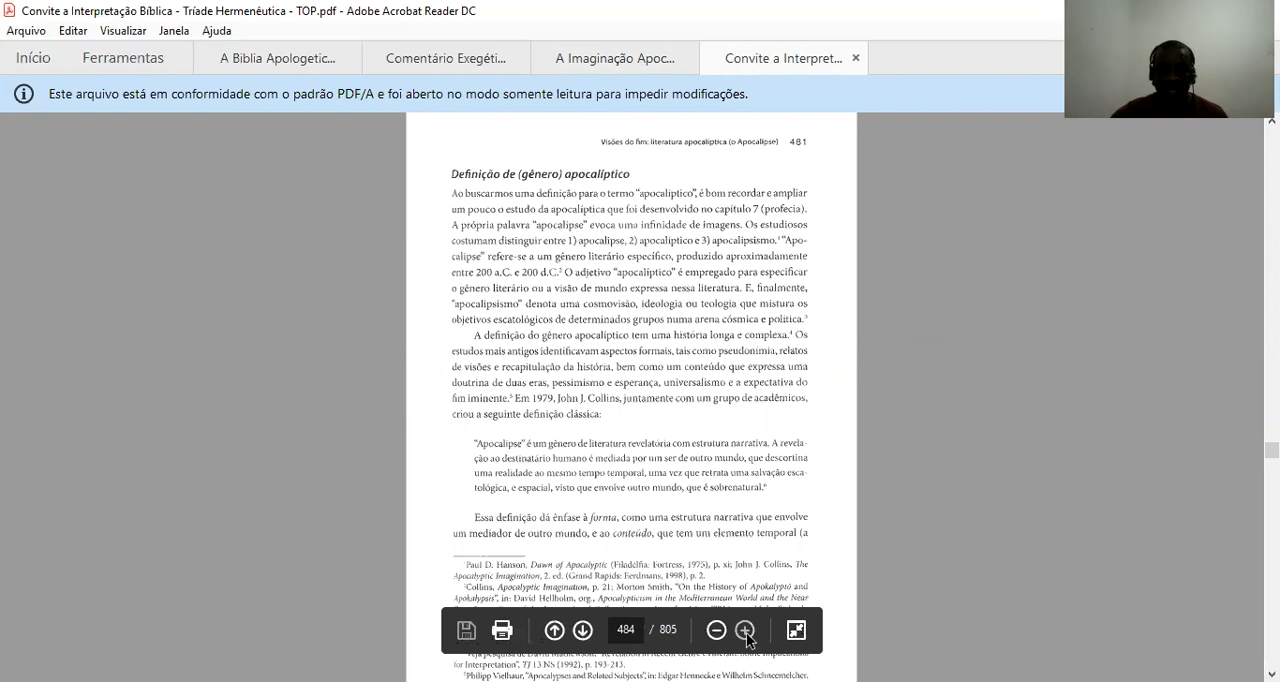 Convite a Interpretação Bíblica - Tríade Hermenêutica - TOP.pdf - Adobe Acrobat Reader DC
Arquivo Editar Visualizar Janela Ajuda
Início Ferramentas A Biblia Apologetic... Comentário Exegéti... A Imaginação Apoc... Convite a Interpret... ×
Este arquivo está em conformidade com o padrão PDF/A e foi aberto no modo somente leitura para impedir modificações.
Visões do fim: literatura apocalíptica (o Apocalipse) 481
Definição de (gênero) apocalíptico
Ao buscarmos uma definição para o termo “apocalíptico”, é bom recordar e ampliar
um pouco o estudo da apocalíptica que foi desenvolvido no capítulo 7 (profecia).
A própria palavra “apocalipse” evoca uma infinidade de imagens. Os estudiosos
costumam distinguir entre 1) apocalipse, 2) apocalíptico e 3) apocalipsismo.¹ “Apo-
calipse” refere-se a um gênero literário específico, produzido aproximadamente
entre 200 a.C. e 200 d.C.² O adjetivo “apocalíptico” é empregado para especificar
o gênero literário ou a visão de mundo expressa nessa literatura. E, finalmente,
“apocalipsismo” denota uma cosmovisão, ideologia ou teologia que mistura os
objetivos escatológicos de determinados grupos numa arena cósmica e política.³
A definição do gênero apocalíptico tem uma história longa e complexa.⁴ Os
estudos mais antigos identificavam aspectos formais, tais como pseudonímia, relatos
de visões e recapitulação da história, bem como um conteúdo que expressa uma
doutrina de duas eras, pessimismo e esperança, universalismo e a expectativa do
fim iminente.⁵ Em 1979, John J. Collins, juntamente com um grupo de acadêmicos,
criou a seguinte definição clássica:
“Apocalipse” é um gênero de literatura revelatória com estrutura narrativa. A revela-
ção ao destinatário humano é mediada por um ser de outro mundo, que descortina
uma realidade ao mesmo tempo temporal, uma vez que retrata uma salvação esca-
tológica, e espacial, visto que envolve outro mundo, que é sobrenatural.⁶
Essa definição dá ênfase à forma, como uma estrutura narrativa que envolve
um mediador de outro mundo, e ao conteúdo, que tem um elemento temporal (a
¹Paul D. Hanson, Dawn of Apocalyptic (Filadélfia: Fortress, 1975), p. xi; John J. Collins, The
Apocalyptic Imagination, 2. ed. (Grand Rapids: Eerdmans, 1998), p. 2.
²Collins, Apocalyptic Imagination, p. 21; Morton Smith, “On the History of Apokalyptō and
Apokalypsis”, in: David Hellholm, org., Apocalypticism in the Mediterranean World and the Near
484 / 805
for Interpretation”, TJ 13 NS (1992), p. 193-213.
⁵Philipp Vielhauer, “Apocalypses and Related Subjects”, in: Edgar Hennecke e Wilhelm Schneemelcher,